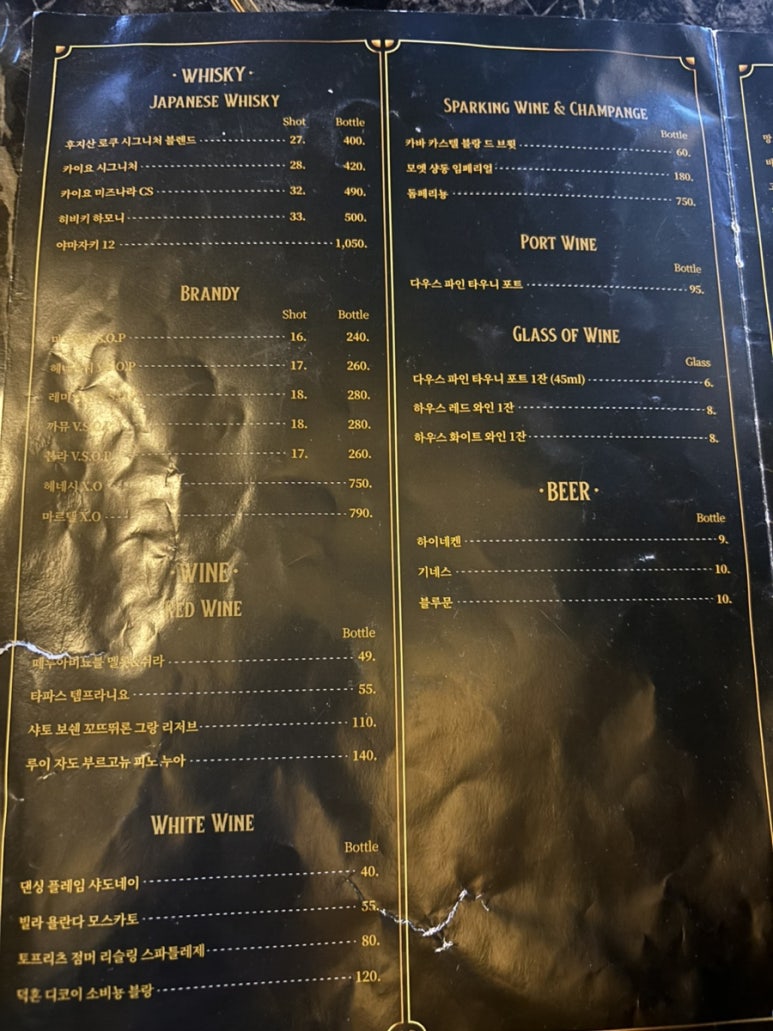 · WHISKY ·
JAPANESE WHISKY
Shot Bottle
후지산 로쿠 시그니처 블렌드 27. 400.
카이요 시그니처 28. 420.
카이요 미즈나라 CS 32. 490.
히비키 하모니 33. 500.
야마자키 12 1,050.
BRANDY
Shot Bottle
16. 240.
V.S.O.P 17. 260.
레미 18. 280.
까뮤 V.S.O.P 18. 280.
V.S.O.P 17. 260.
헤네시 X.O 750.
마르텔 X.O 790.
· WINE ·
RED WINE
Bottle
멜롯&쉬라 49.
타파스 템프라니요 55.
샤토 보쉔 꼬뜨뛰론 그랑 리저브 110.
루이 자도 부르고뉴 피노 누아 140.
WHITE WINE
Bottle
댄싱 플레임 샤도네이 40.
빌라 욜란다 모스카토 55.
토프리츠 점머 리슬링 스파틀레제 80.
덕혼 디코이 소비뇽 블랑 120.
SPARKING WINE & CHAMPANGE
Bottle
카바 카스텔 블랑 드 브륏 60.
모엣 샹동 임페리얼 180.
돔페리뇽 750.
PORT WINE
Bottle
다우스 파인 타우니 포트 95.
GLASS OF WINE
Glass
다우스 파인 타우니 포트 1잔 (45ml) 6.
하우스 레드 와인 1잔 8.
하우스 화이트 와인 1잔 8.
· BEER ·
Bottle
하이네켄 9.
기네스 10.
블루문 10.